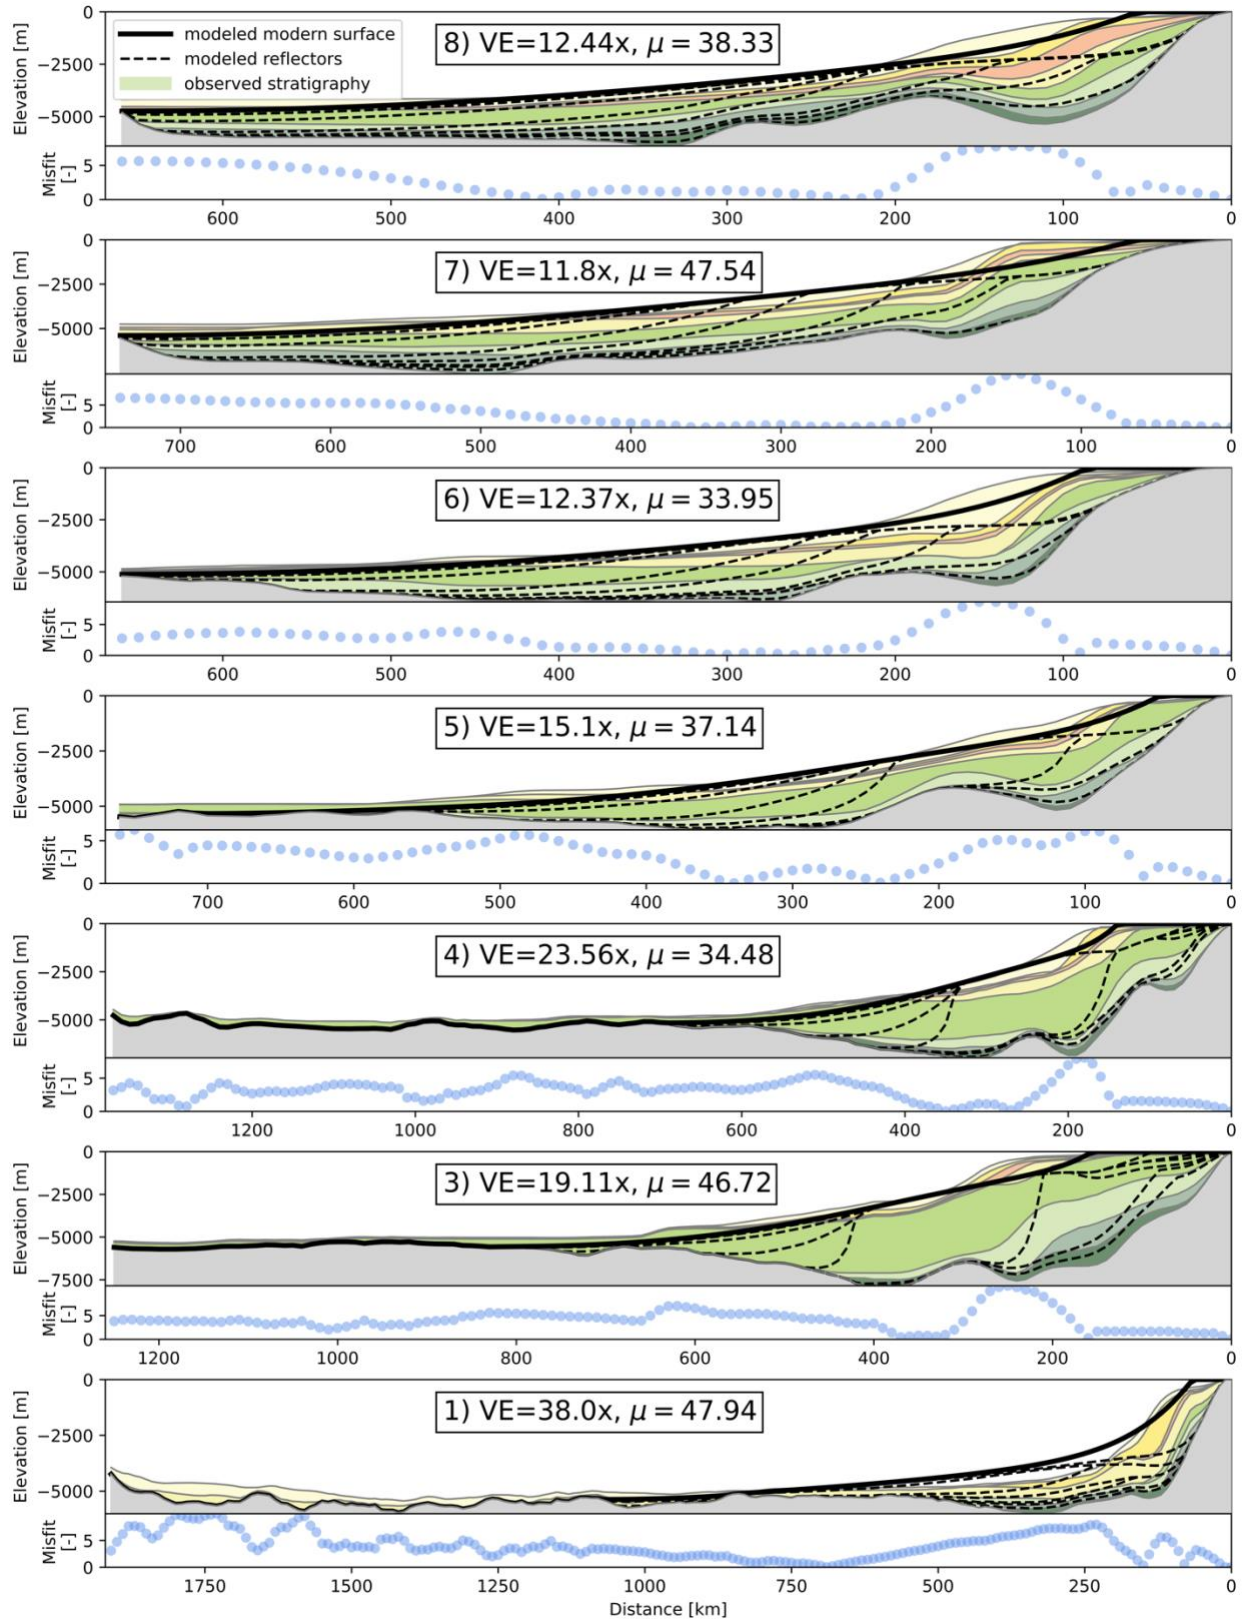 modeled modern surface
modeled reflectors
observed stratigraphy
8) VE=12.44x, μ = 38.33
Elevation [m]
0
−2500
−5000
Misfit
[-]
5
0
600 500 400 300 200 100 0
7) VE=11.8x, μ = 47.54
Elevation [m]
0
−2500
−5000
Misfit
[-]
5
0
700 600 500 400 300 200 100 0
6) VE=12.37x, μ = 33.95
Elevation [m]
0
−2500
−5000
Misfit
[-]
5
0
600 500 400 300 200 100 0
5) VE=15.1x, μ = 37.14
Elevation [m]
0
−2500
−5000
Misfit
[-]
5
0
700 600 500 400 300 200 100 0
4) VE=23.56x, μ = 34.48
Elevation [m]
0
−2500
−5000
Misfit
[-]
5
0
1200 1000 800 600 400 200 0
3) VE=19.11x, μ = 46.72
Elevation [m]
0
−2500
−5000
−7500
Misfit
[-]
5
0
1200 1000 800 600 400 200 0
1) VE=38.0x, μ = 47.94
Elevation [m]
0
−2500
−5000
Misfit
[-]
5
0
1750 1500 1250 1000 750 500 250 0
Distance [km]